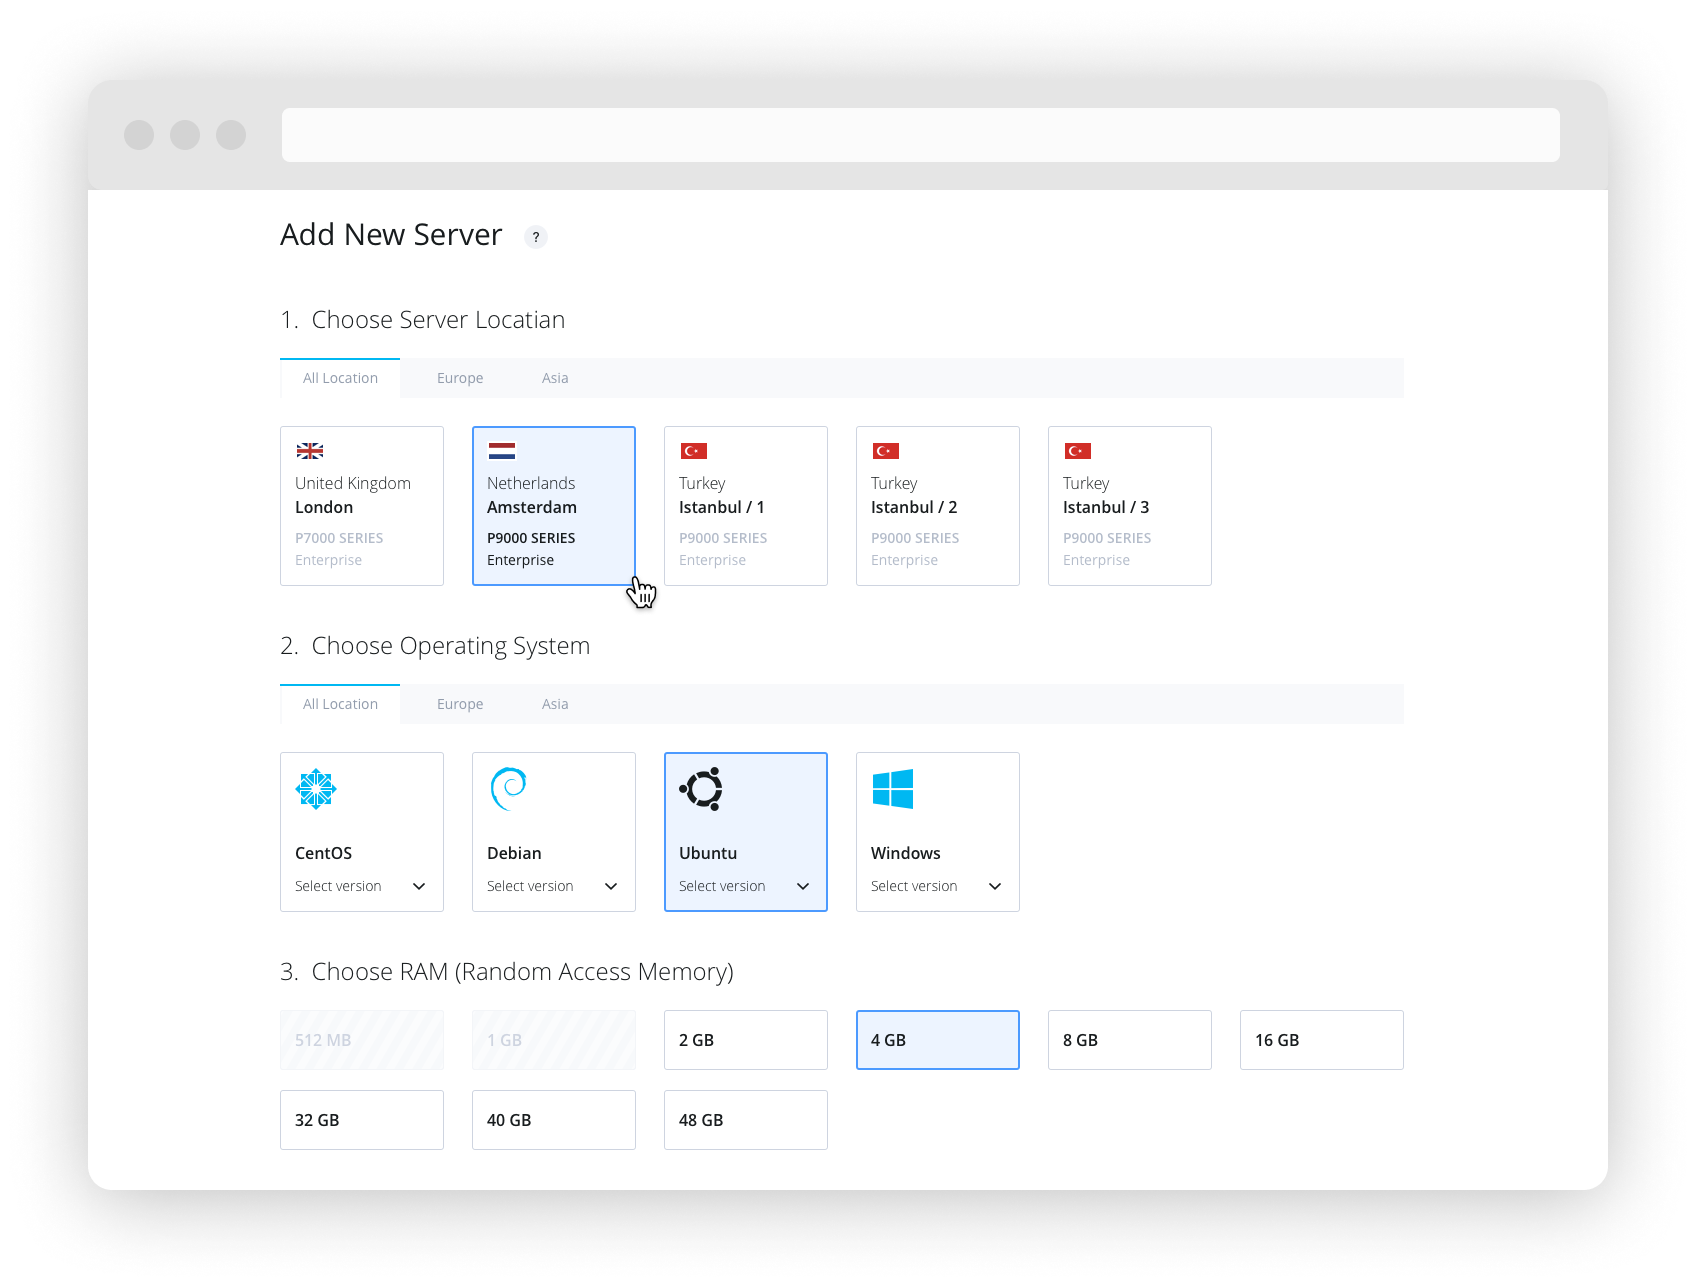 Add New Server ?
1. Choose Server Locatian
All Location Europe Asia
United Kingdom
London
P7000 SERIES
Enterprise
Netherlands
Amsterdam
P9000 SERIES
Enterprise
Turkey
Istanbul / 1
P9000 SERIES
Enterprise
Turkey
Istanbul / 2
P9000 SERIES
Enterprise
Turkey
Istanbul / 3
P9000 SERIES
Enterprise
2. Choose Operating System
All Location Europe Asia
CentOS
Select version
Debian
Select version
Ubuntu
Select version
Windows
Select version
3. Choose RAM (Random Access Memory)
512 MB
1 GB
2 GB
4 GB
8 GB
16 GB
32 GB
40 GB
48 GB